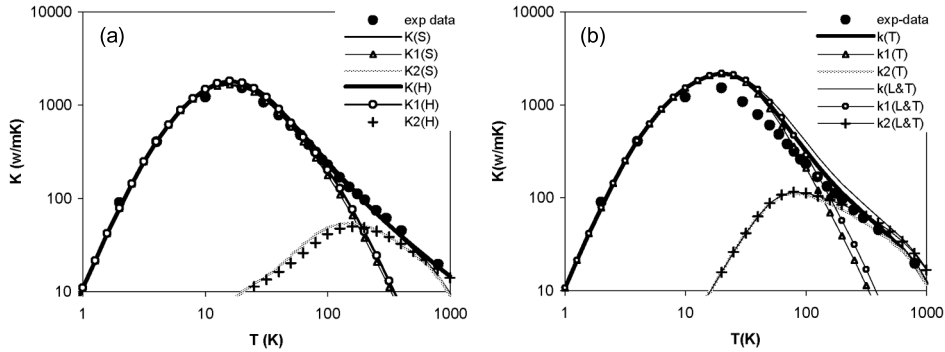 (a)
10000
1000
100
10
K (w/mK)
1 10 100 1000
T (K)
exp data
K(S)
K1(S)
K2(S)
K(H)
K1(H)
K2(H)
(b)
10000
1000
100
10
K(w/mK)
1 10 100 1000
T(K)
exp-data
k(T)
k1(T)
k2(T)
k(L&T)
k1(L&T)
k2(L&T)